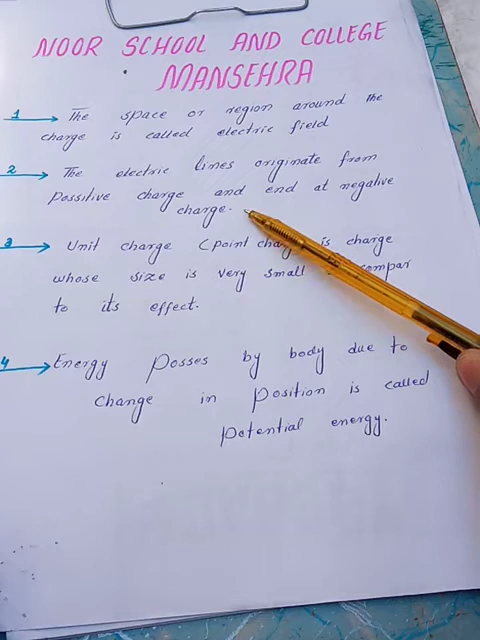 NOOR SCHOOL AND COLLEGE
MANSEHRA
1 The space or region around the
charge is called electric field
2 The electric lines originate from
possitive charge and end at negative
charge.
3 Unit charge (point is charge
whose size is very small compar
to its effect.
4 Energy posses by body due to
change in position is called
potential energy.